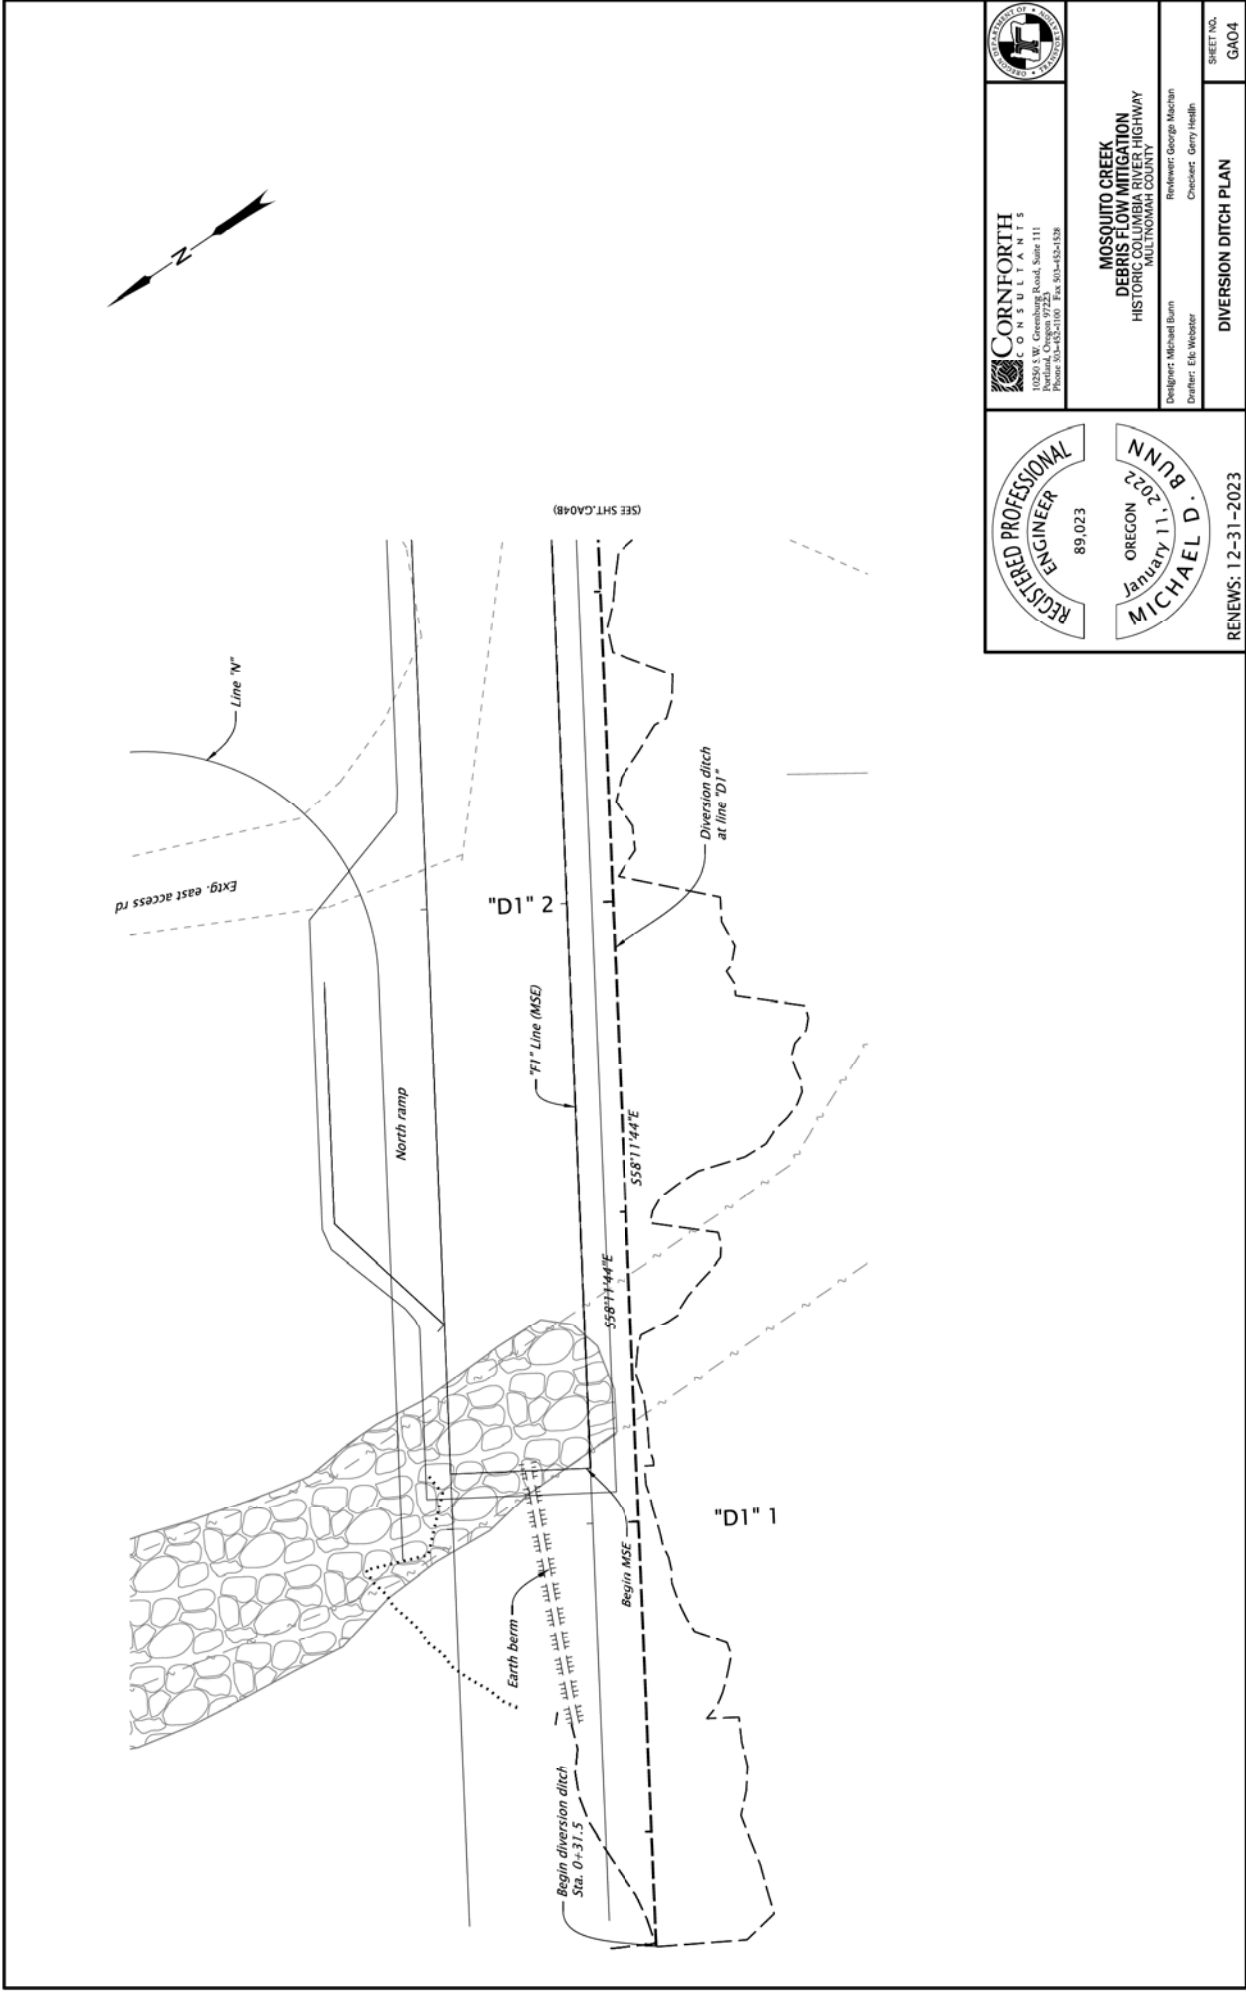 (SEE SHT.GA04B)
Line "N"
Extg. east access rd
Diversion ditch
at line "D1"
"D1" 2
"F1" Line (MSE)
North ramp
S58°11'44"E
S58°11'44"E
Begin MSE
"D1" 1
Earth berm
Begin diversion ditch
Sta. 0+31.5
N
OREGON DEPARTMENT OF TRANSPORTATION
CORNFORTH
CONSULTANTS
10250 S.W. Greenburg Road, Suite 111
Portland, Oregon 97223
Phone 503-452-1100 Fax 503-452-1528
MOSQUITO CREEK
DEBRIS FLOW MITIGATION
HISTORIC COLUMBIA RIVER HIGHWAY
MULTNOMAH COUNTY
Designer: Michael Bunn
Reviewer: George Machan
Drafter: Eric Webster
Checker: Gerry Heslin
DIVERSION DITCH PLAN
SHEET NO.
GA04
REGISTERED PROFESSIONAL
ENGINEER
89,023
OREGON
January 11, 2022
MICHAEL D. BUNN
RENEWS: 12-31-2023